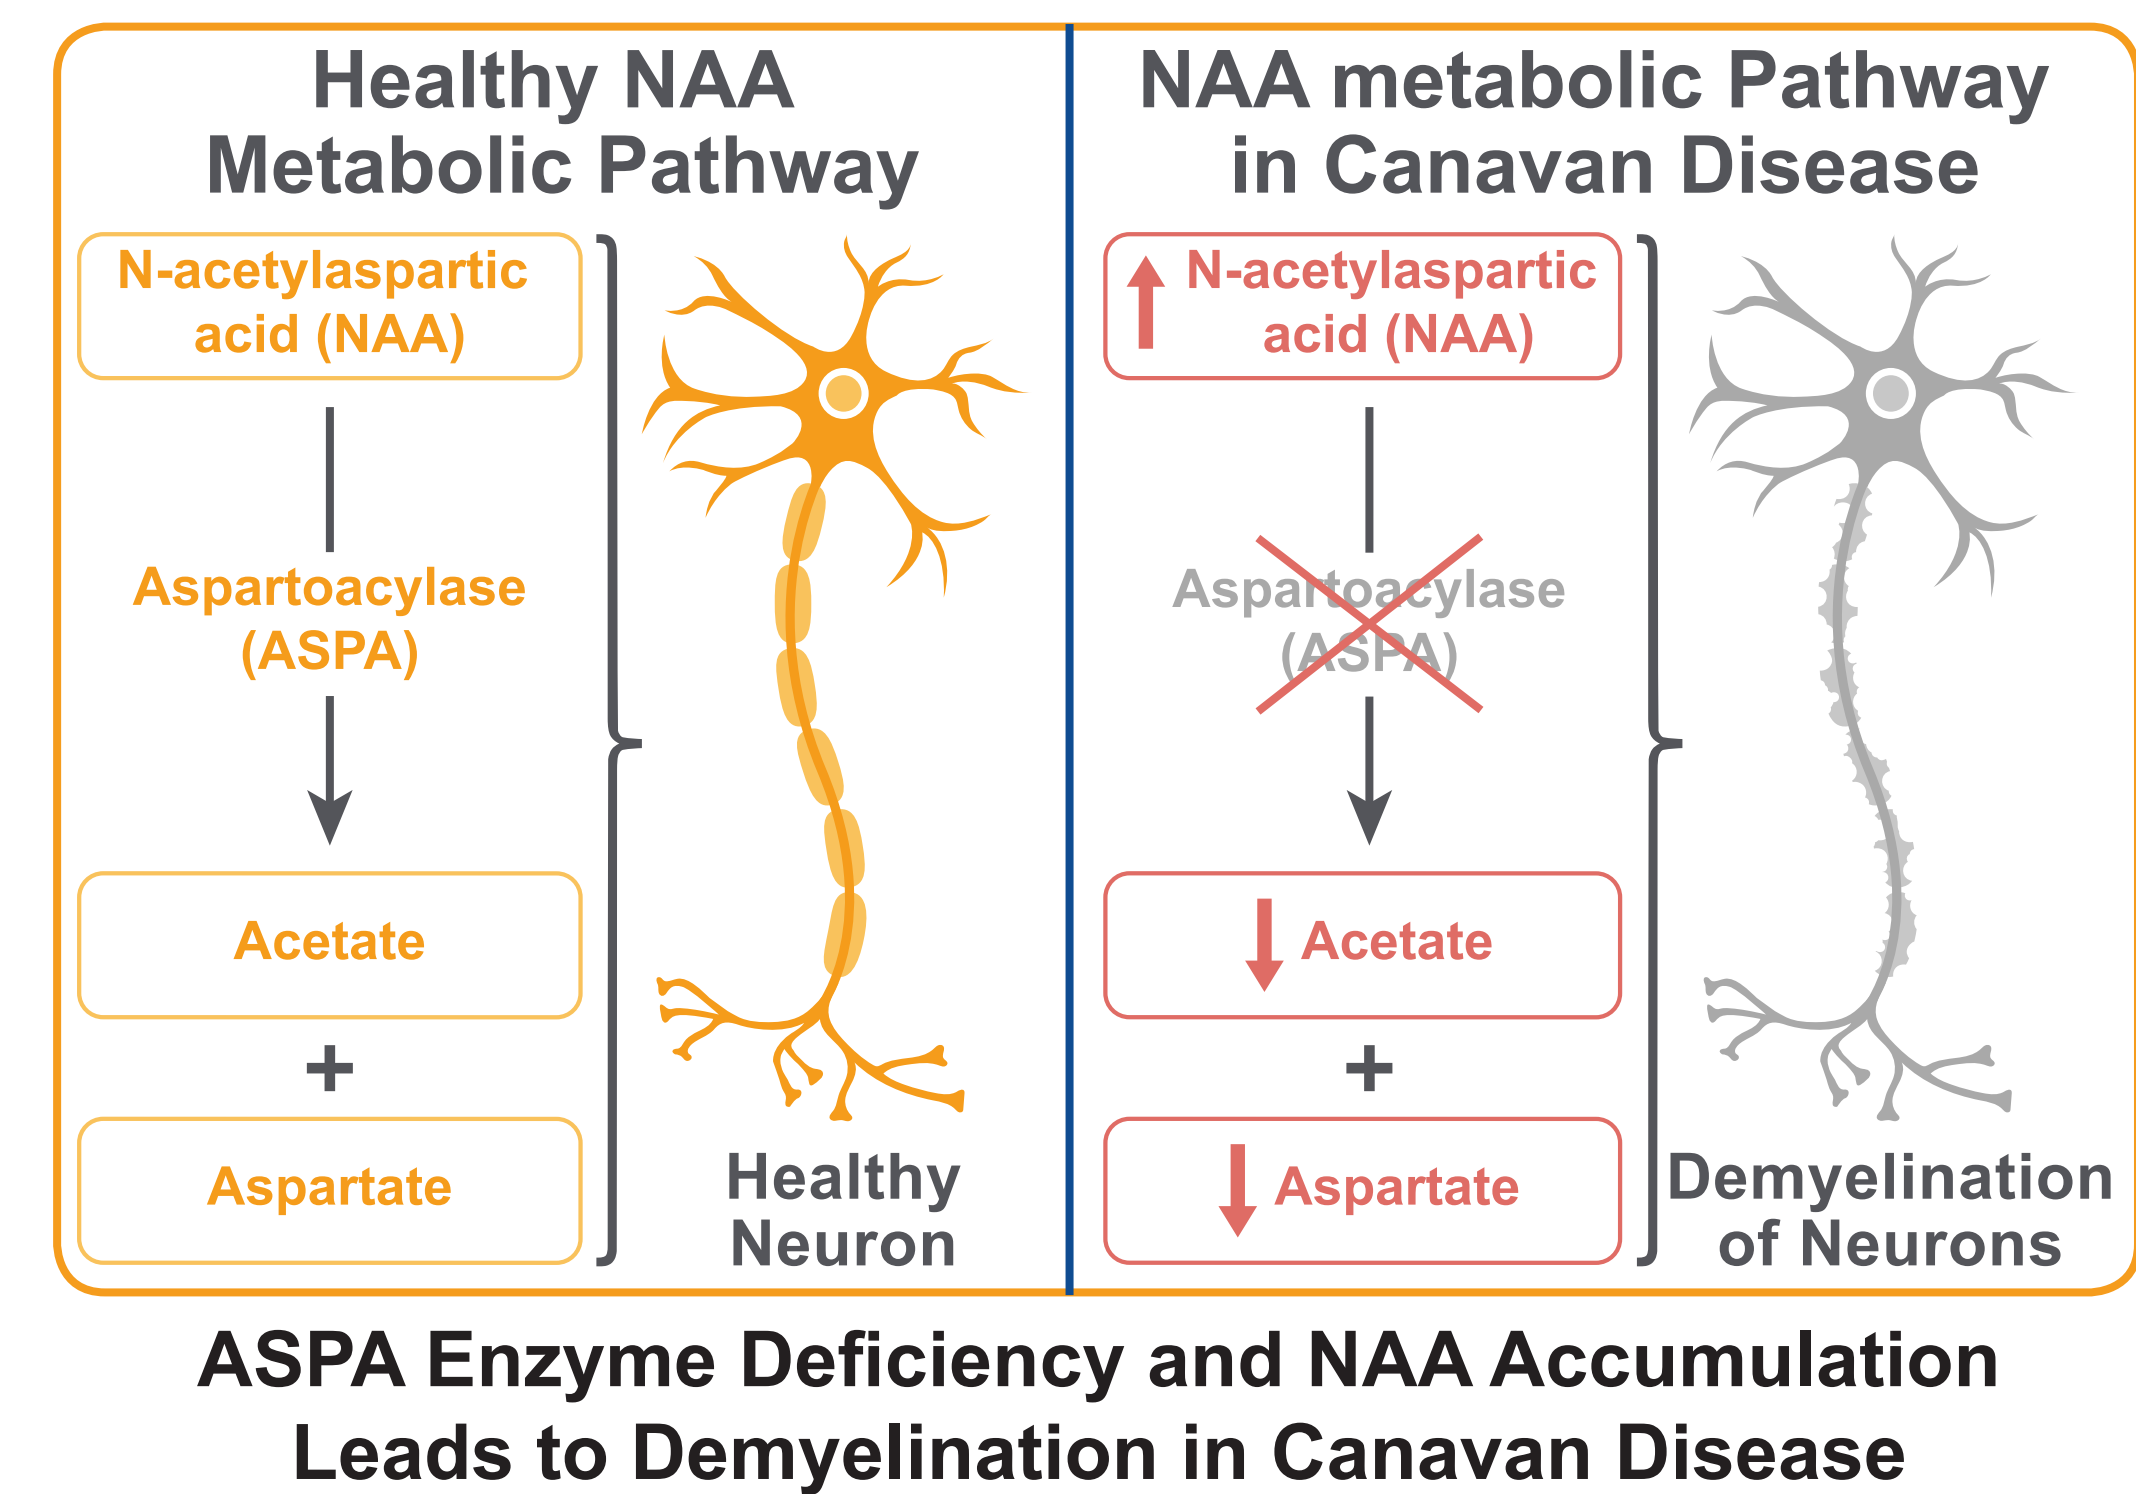 Healthy NAA
Metabolic Pathway
N-acetylaspartic
acid (NAA)
Aspartoacylase
(ASPA)
Acetate
+
Aspartate
Healthy
Neuron
NAA metabolic Pathway
in Canavan Disease
N-acetylaspartic
acid (NAA)
Aspartoacylase
(ASPA)
Acetate
+
Aspartate
Demyelination
of Neurons
ASPA Enzyme Deficiency and NAA Accumulation
Leads to Demyelination in Canavan Disease